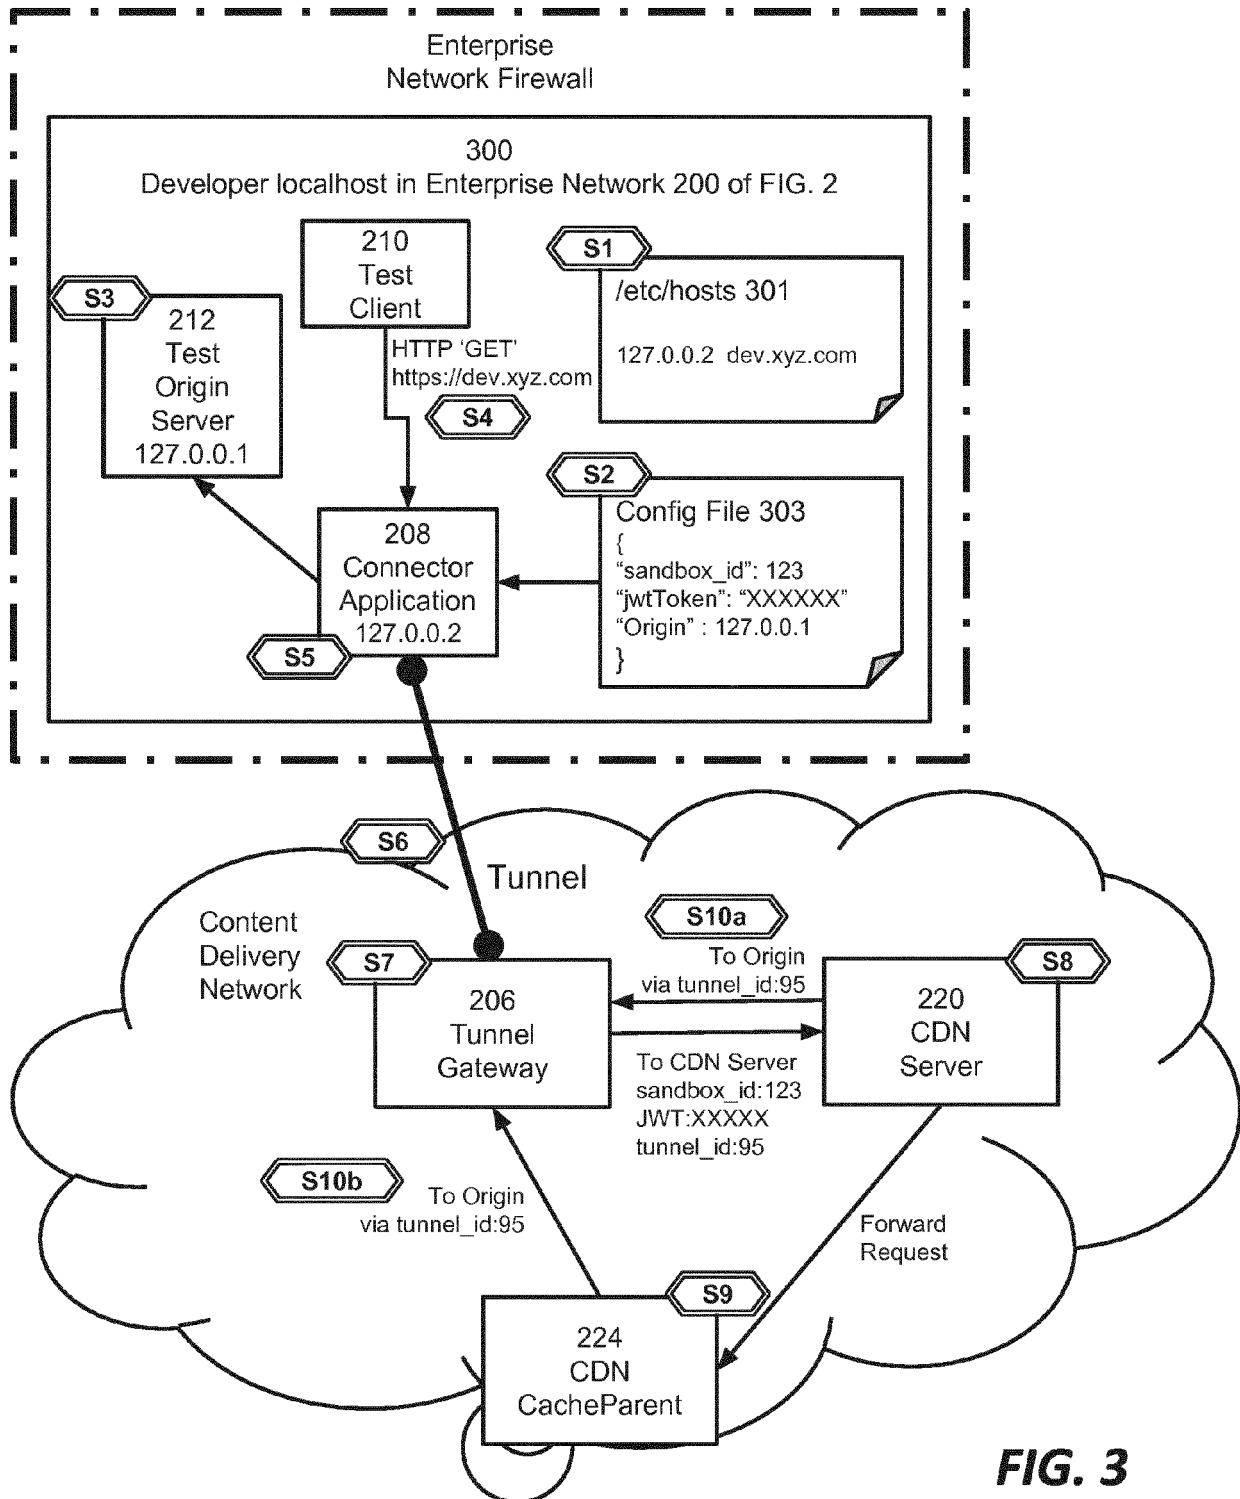 Enterprise
Network Firewall
300
Developer localhost in Enterprise Network 200 of FIG. 2
S1
/etc/hosts 301
127.0.0.2 dev.xyz.com
210
Test
Client
S3
212
Test
Origin
Server
127.0.0.1
HTTP ‘GET’
https://dev.xyz.com
S4
S2
Config File 303
{
“sandbox_id”: 123
“jwtToken”: “XXXXXX”
“Origin” : 127.0.0.1
}
208
Connector
Application
127.0.0.2
S5
S6
Tunnel
Content
Delivery
Network
S10a
To Origin
via tunnel_id:95
S7
206
Tunnel
Gateway
S8
220
CDN
Server
To CDN Server
sandbox_id:123
JWT:XXXXX
tunnel_id:95
S10b
To Origin
via tunnel_id:95
Forward
Request
S9
224
CDN
CacheParent
FIG. 3